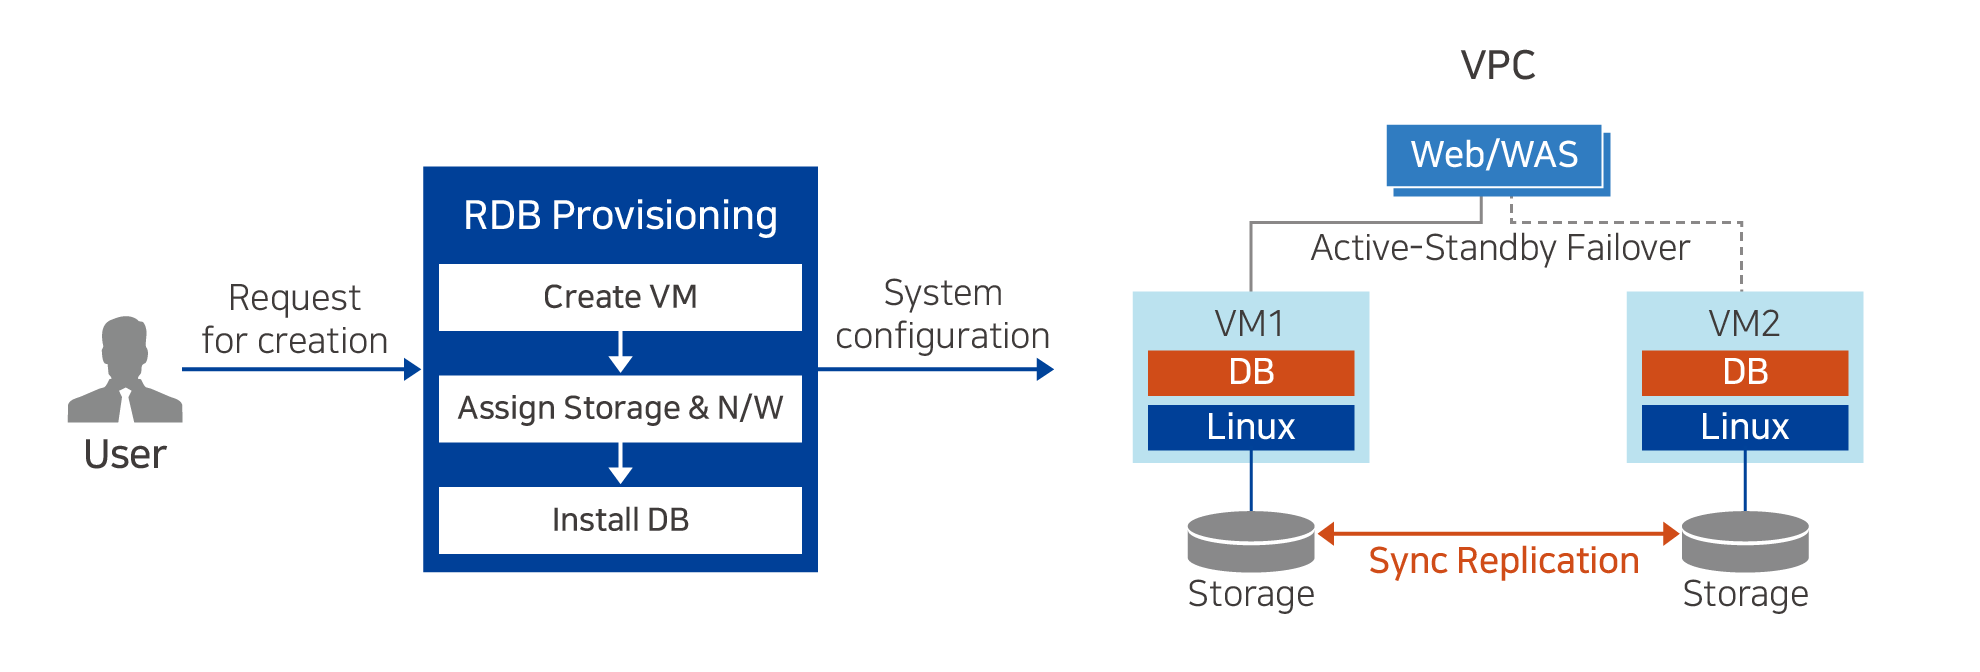 User
Request
for creation
RDB Provisioning
Create VM
Assign Storage & N/W
Install DB
System
configuration
VPC
Web/WAS
Active-Standby Failover
VM1
DB
Linux
Storage
VM2
DB
Linux
Storage
Sync Replication